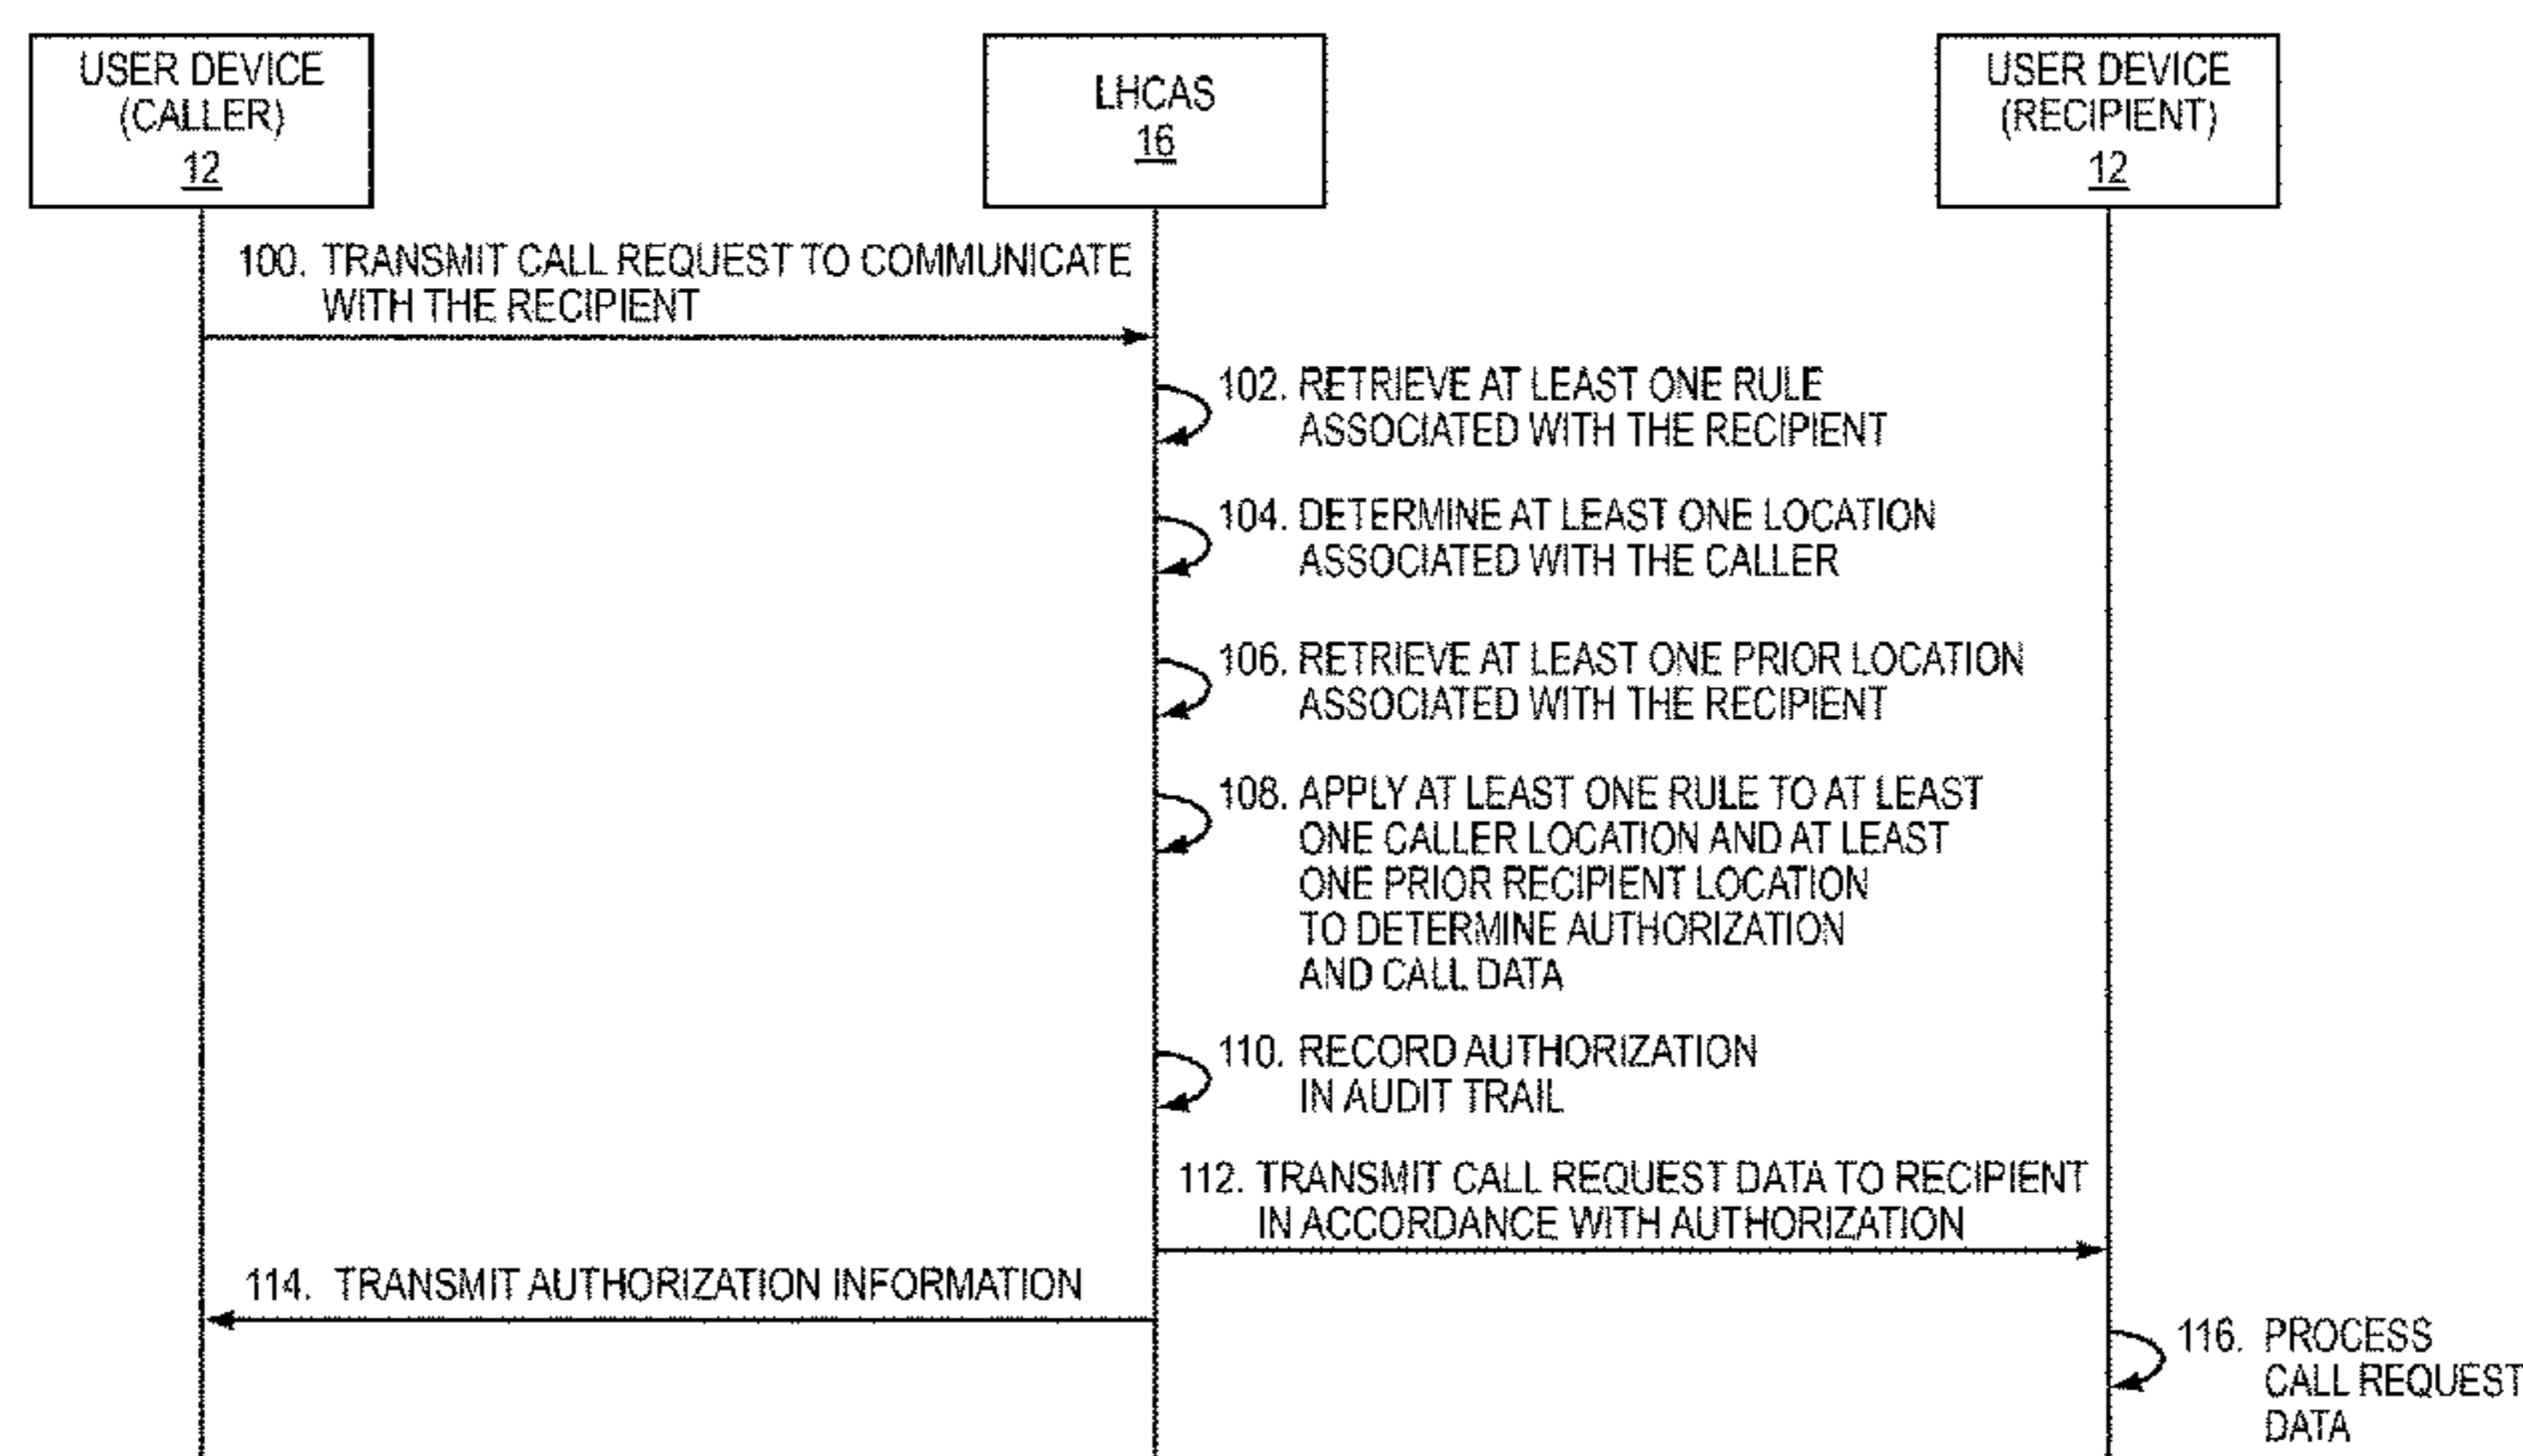 USER DEVICE
(CALLER)
12
LHCAS
16
USER DEVICE
(RECIPIENT)
12
100. TRANSMIT CALL REQUEST TO COMMUNICATE
WITH THE RECIPIENT
102. RETRIEVE AT LEAST ONE RULE
ASSOCIATED WITH THE RECIPIENT
104. DETERMINE AT LEAST ONE LOCATION
ASSOCIATED WITH THE CALLER
106. RETRIEVE AT LEAST ONE PRIOR LOCATION
ASSOCIATED WITH THE RECIPIENT
108. APPLY AT LEAST ONE RULE TO AT LEAST
ONE CALLER LOCATION AND AT LEAST
ONE PRIOR RECIPIENT LOCATION
TO DETERMINE AUTHORIZATION
AND CALL DATA
110. RECORD AUTHORIZATION
IN AUDIT TRAIL
112. TRANSMIT CALL REQUEST DATA TO RECIPIENT
IN ACCORDANCE WITH AUTHORIZATION
114. TRANSMIT AUTHORIZATION INFORMATION
116. PROCESS
CALL REQUEST
DATA